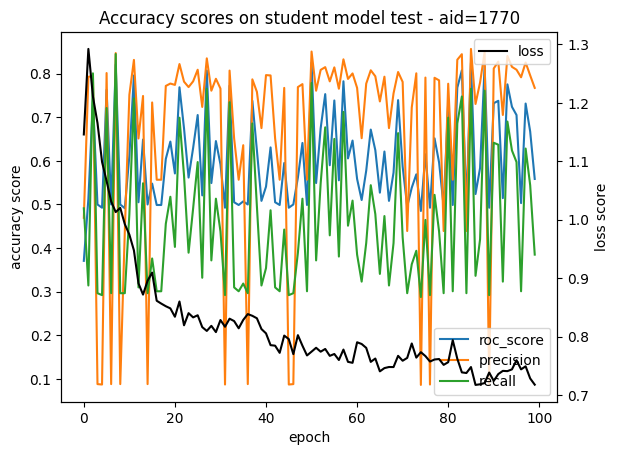 Accuracy scores on student model test - aid=1770
loss
accuracy score
0.8
0.7
0.6
0.5
0.4
0.3
0.2
0.1
1.3
1.2
1.1
1.0
0.9
0.8
0.7
loss score
roc_score
precision
recall
0
20
40
60
80
100
epoch